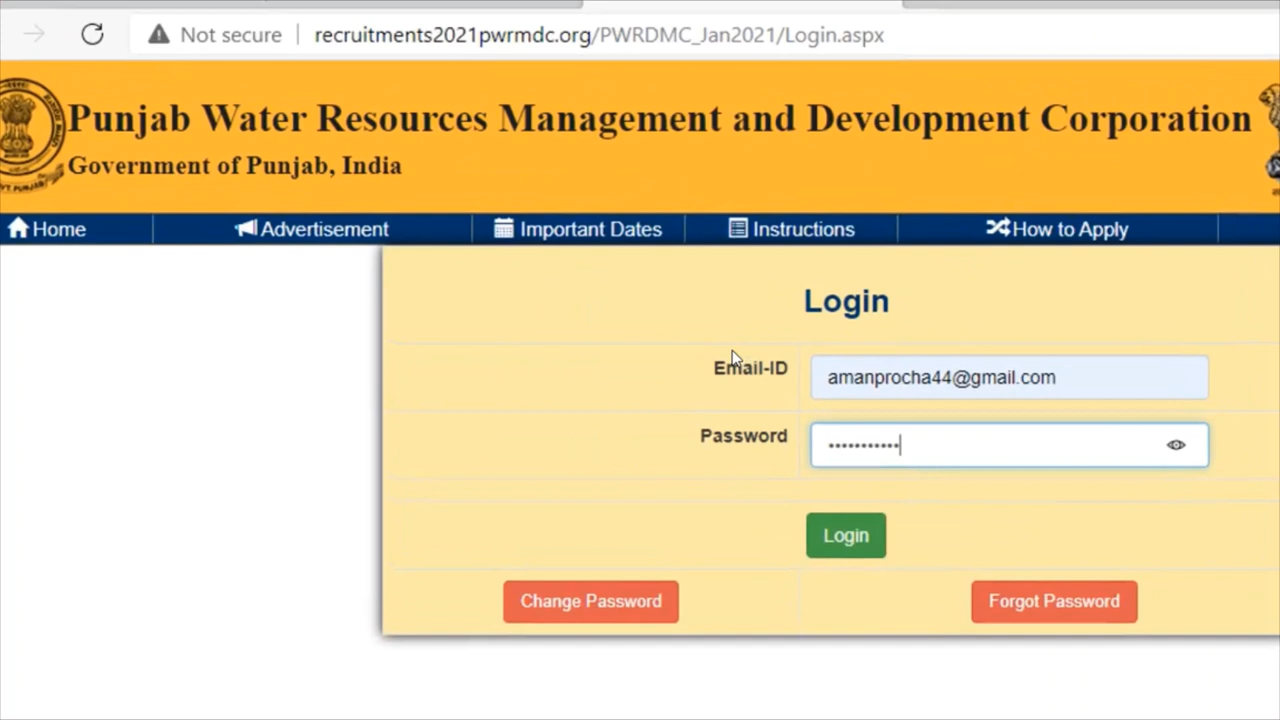 Not secure recruitments2021pwrmdc.org/PWRDMC_Jan2021/Login.aspx
Punjab Water Resources Management and Development Corporation
Government of Punjab, India
Home Advertisement Important Dates Instructions How to Apply
Login
Email-ID amanprocha44@gmail.com
Password •••••••••••
Login
Change Password Forgot Password